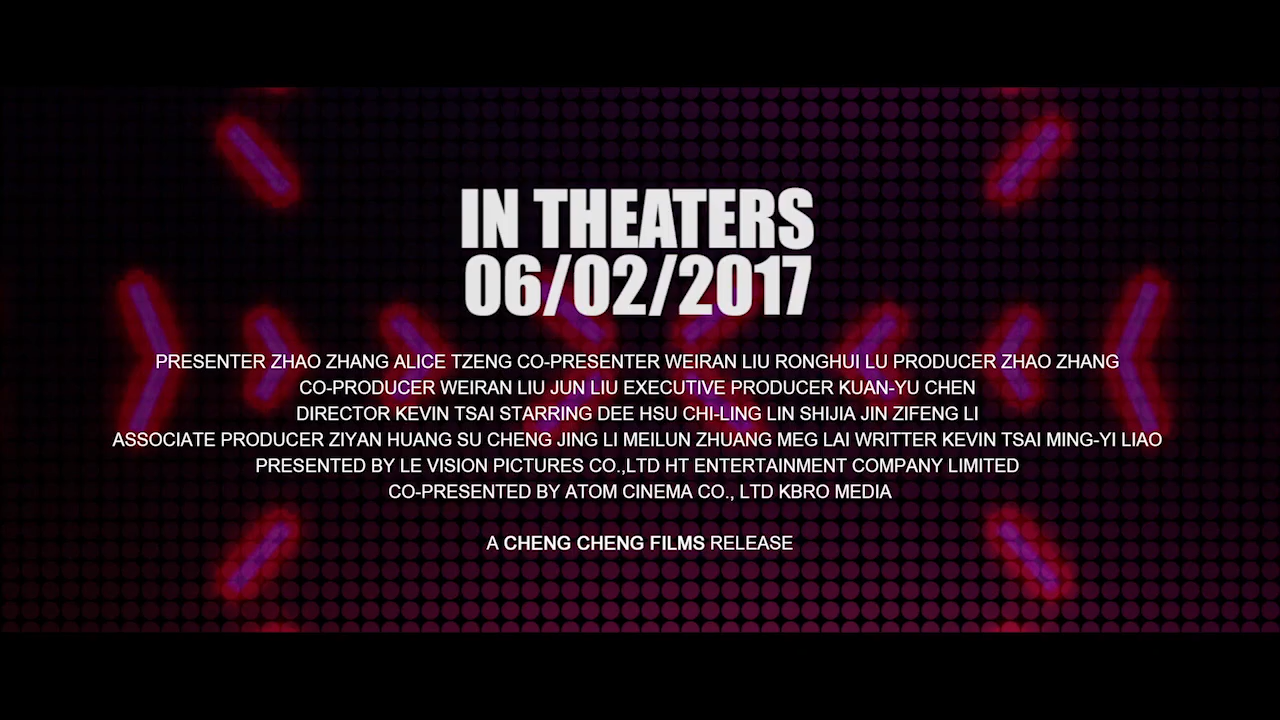 IN THEATERS
06/02/2017
PRESENTER ZHAO ZHANG ALICE TZENG CO-PRESENTER WEIRAN LIU RONGHUI LU PRODUCER ZHAO ZHANG
CO-PRODUCER WEIRAN LIU JUN LIU EXECUTIVE PRODUCER KUAN-YU CHEN
DIRECTOR KEVIN TSAI STARRING DEE HSU CHI-LING LIN SHIJIA JIN ZIFENG LI
ASSOCIATE PRODUCER ZIYAN HUANG SU CHENG JING LI MEILUN ZHUANG MEG LAI WRITTER KEVIN TSAI MING-YI LIAO
PRESENTED BY LE VISION PICTURES CO.,LTD HT ENTERTAINMENT COMPANY LIMITED
CO-PRESENTED BY ATOM CINEMA CO., LTD KBRO MEDIA
A CHENG CHENG FILMS RELEASE